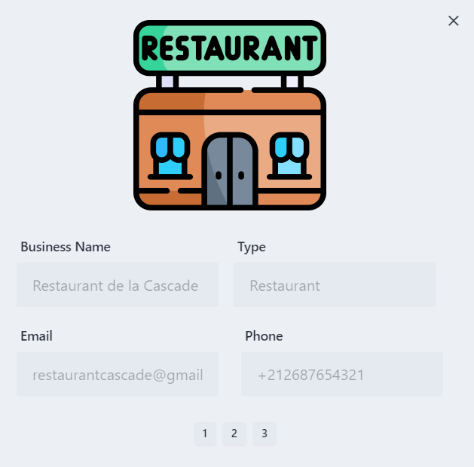 RESTAURANT
Business Name Type
Restaurant de la Cascade Restaurant
Email Phone
restaurantcascade@gmail +212687654321
1 2 3